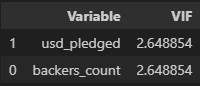 Variable VIF
1 usd_pledged 2.648854
0 backers_count 2.648854